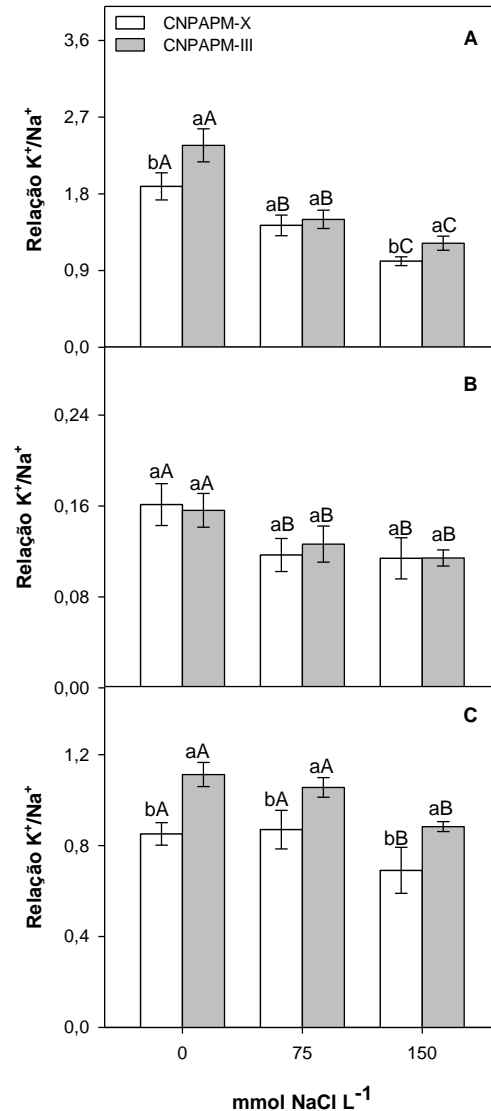 CNPAPM-X
CNPAPM-III
A
3,6
2,7
1,8
0,9
0,0
Relação K⁺/Na⁺
bA
aA
aB
aB
bC
aC
B
0,24
0,16
0,08
0,00
Relação K⁺/Na⁺
aA
aA
aB
aB
aB
aB
C
1,2
0,8
0,4
0,0
Relação K⁺/Na⁺
bA
aA
bA
aA
bB
aB
0
75
150
mmol NaCl L⁻¹